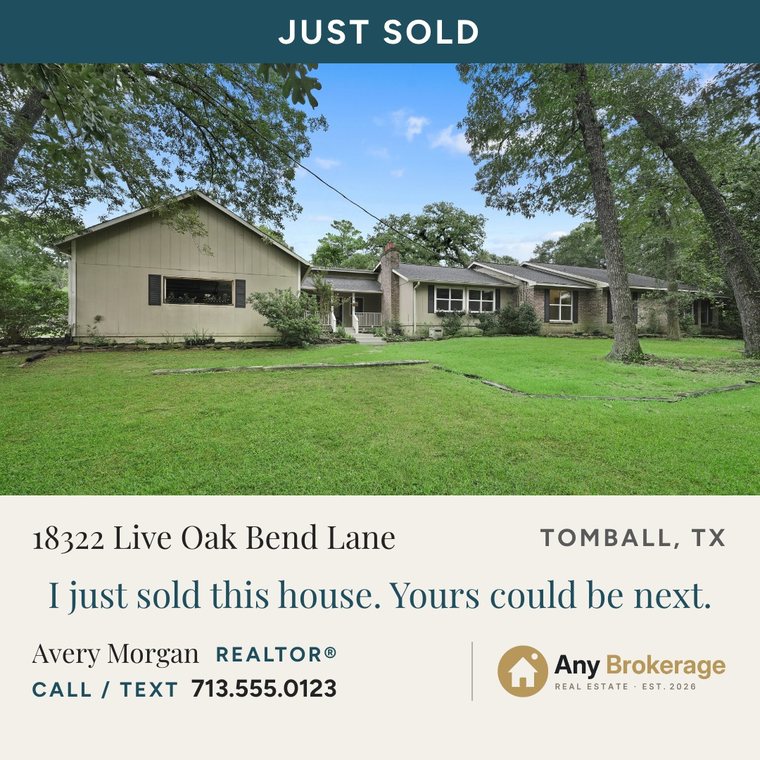 JUST SOLD
18322 Live Oak Bend Lane
TOMBALL, TX
I just sold this house. Yours could be next.
Avery Morgan REALTOR®
CALL / TEXT 713.555.0123
Any Brokerage
REAL ESTATE · EST. 2026